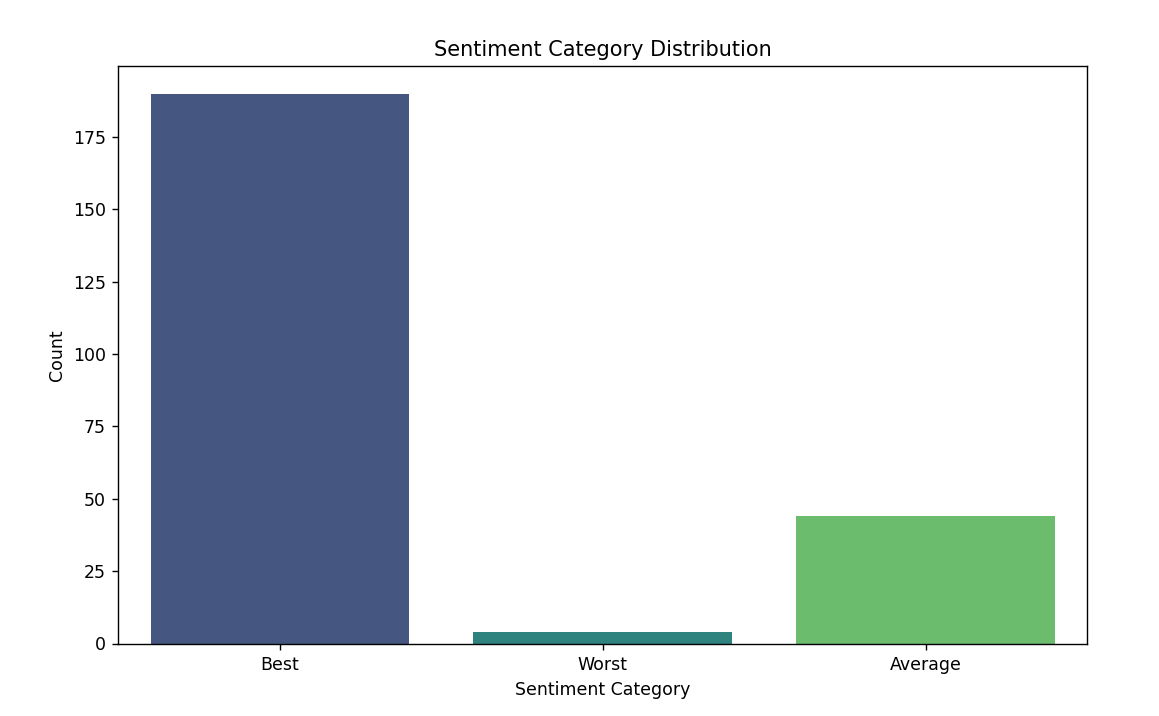 Sentiment Category Distribution
175
150
125
100
75
50
25
0
Count
Best
Worst
Average
Sentiment Category